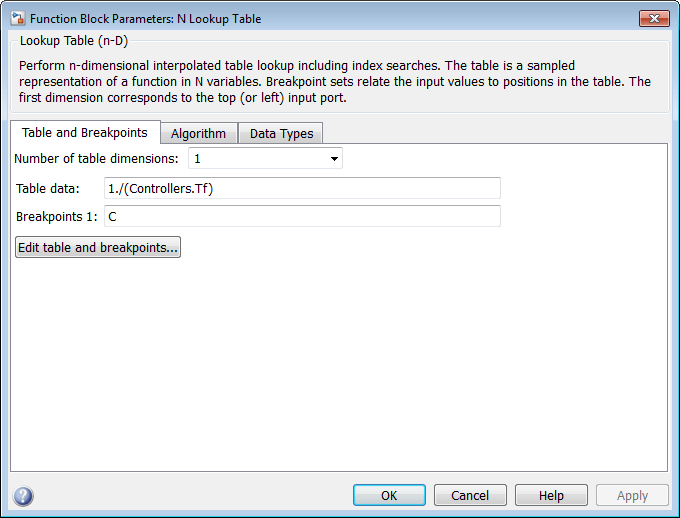 Function Block Parameters: N Lookup Table
Lookup Table (n-D)
Perform n-dimensional interpolated table lookup including index searches. The table is a sampled
representation of a function in N variables. Breakpoint sets relate the input values to positions in the table. The
first dimension corresponds to the top (or left) input port.
Table and Breakpoints Algorithm Data Types
Number of table dimensions: 1
Table data: 1./(Controllers.Tf)
Breakpoints 1: C
Edit table and breakpoints...
? OK Cancel Help Apply